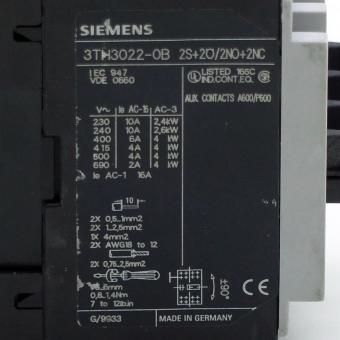 SIEMENS
3TH3022-0B 2S+2Ö/2NO+2NC
IEC 947
VDE 0660
UL LISTED 165C
IND.CONT.EQ.
AUX. CONTACTS A600/P600
Ie AC-15 AC-3
230 10A 2,4kW
240 10A 2,6kW
400 6A 4 kW
415 4A 4 kW
500 4A 4 kW
690 2A 4 kW
Ie AC-1 16A
10
2X 0,5..1mm2
2X 1..2,5mm2
1X 4mm2
2X AWG18 to 12
2X 0,75..2,5mm2
0,8..1,4Nm
7 to 12lb.in
+90°
CE
G/9933
MADE IN GERMANY